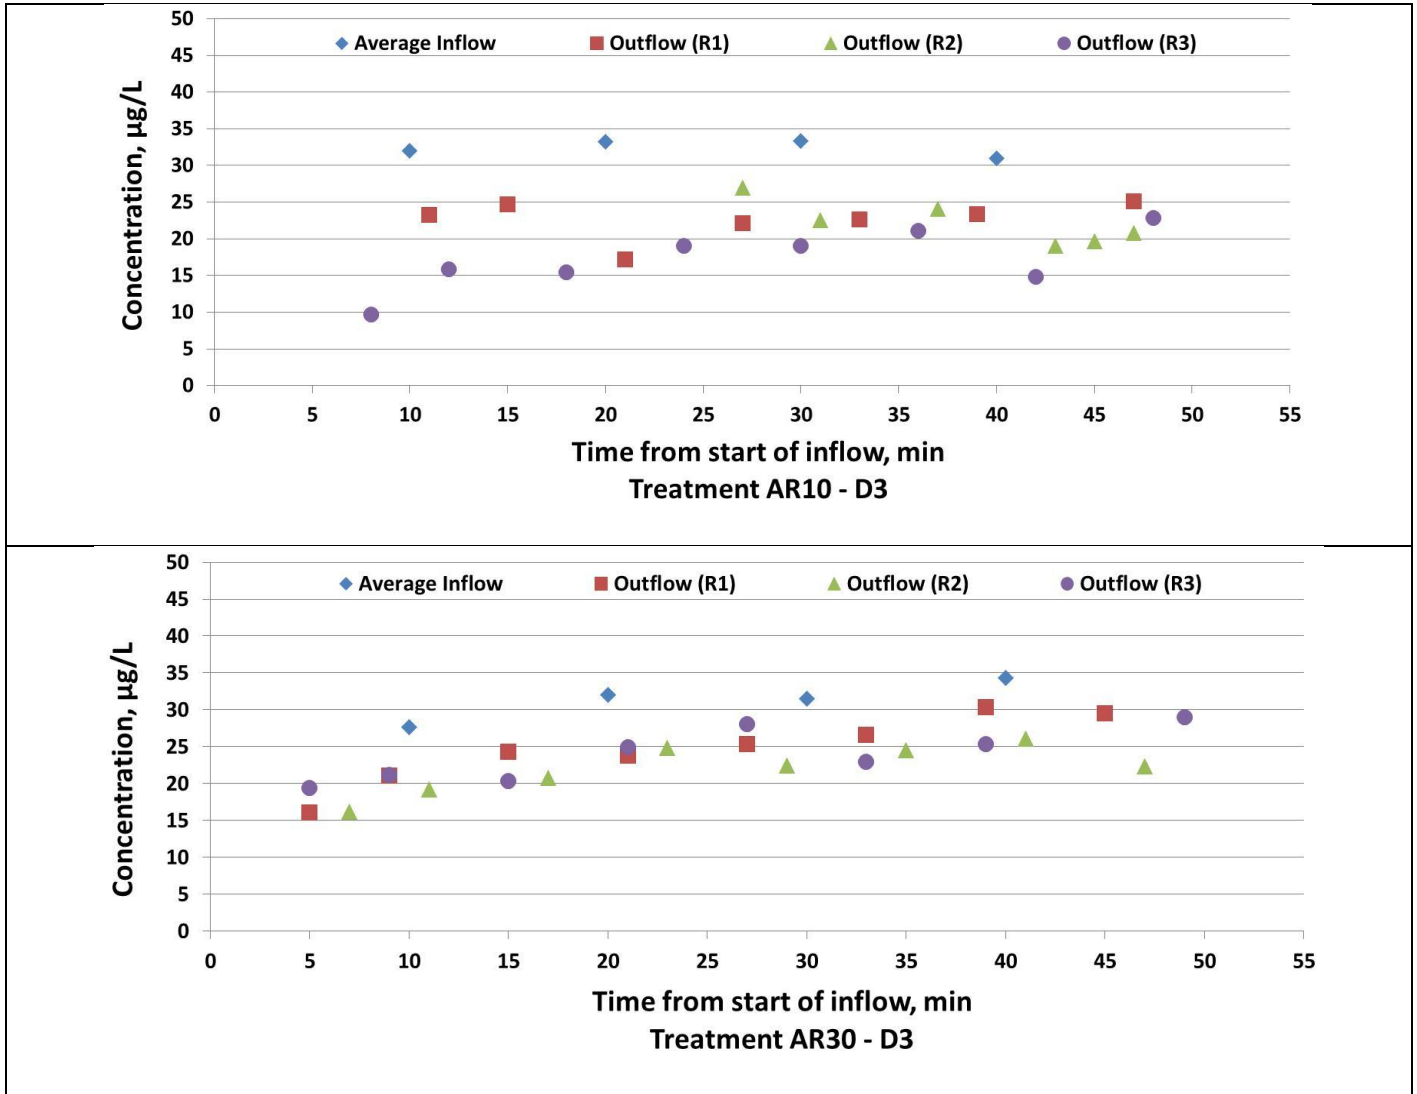 50
Average Inflow Outflow (R1) Outflow (R2) Outflow (R3)
45
40
35
30
25
20
15
10
5
0
Concentration, µg/L
0 5 10 15 20 25 30 35 40 45 50 55
Time from start of inflow, min
Treatment AR10 - D3
50
Average Inflow Outflow (R1) Outflow (R2) Outflow (R3)
45
40
35
30
25
20
15
10
5
0
Concentration, µg/L
0 5 10 15 20 25 30 35 40 45 50 55
Time from start of inflow, min
Treatment AR30 - D3